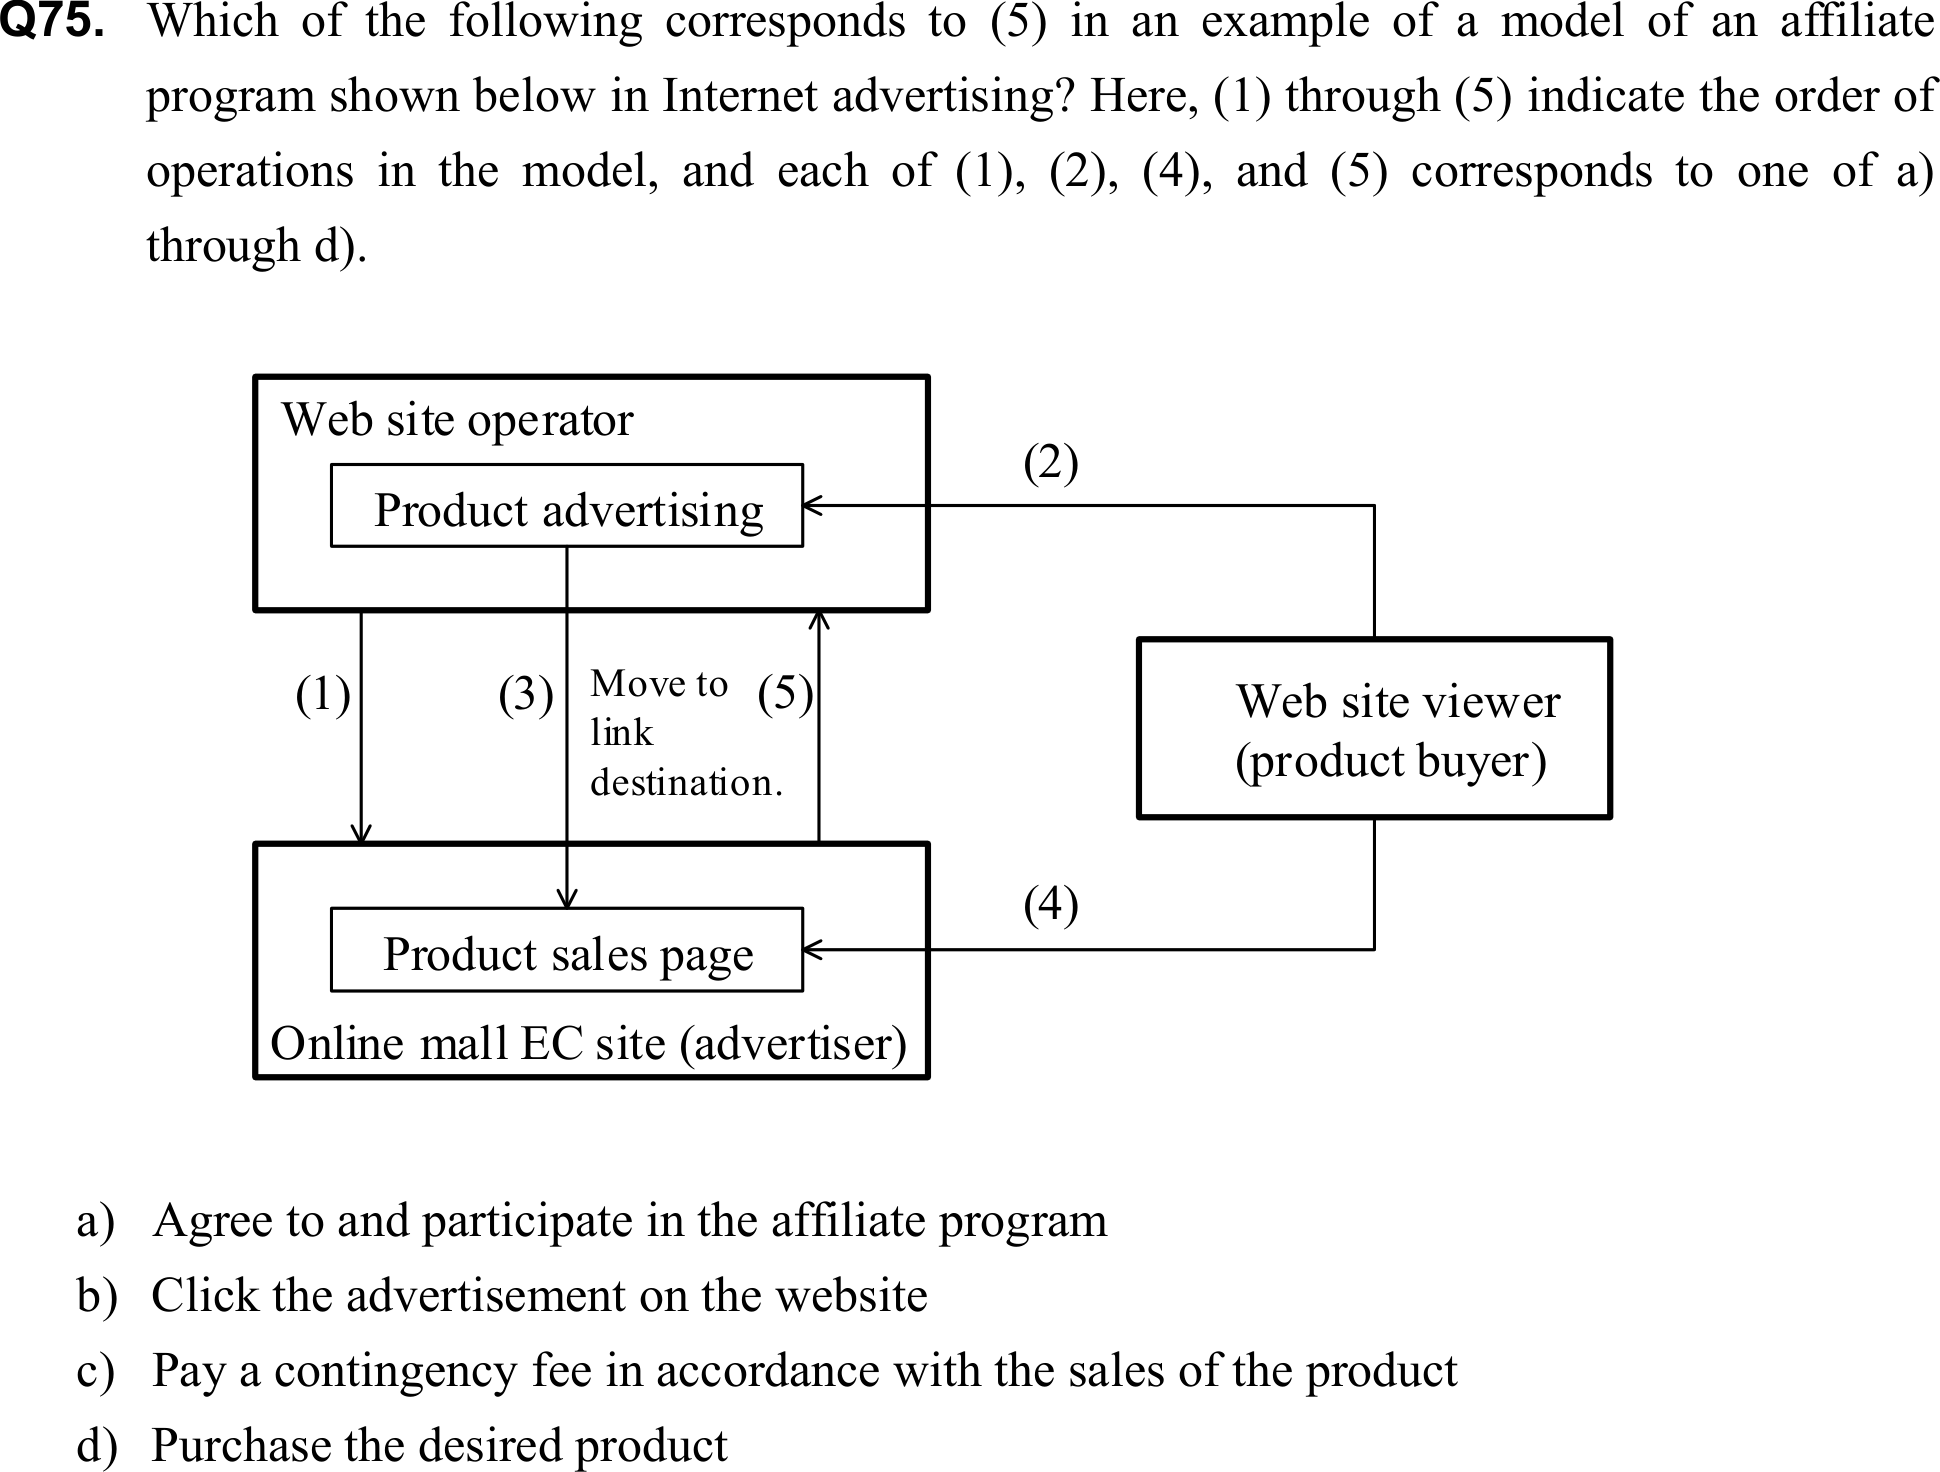 Q75. Which of the following corresponds to (5) in an example of a model of an affiliate
program shown below in Internet advertising? Here, (1) through (5) indicate the order of
operations in the model, and each of (1), (2), (4), and (5) corresponds to one of a)
through d).
Web site operator
(2)
Product advertising
(1)
(3)
Move to
link
destination.
(5)
Web site viewer
(product buyer)
(4)
Product sales page
Online mall EC site (advertiser)
a) Agree to and participate in the affiliate program
b) Click the advertisement on the website
c) Pay a contingency fee in accordance with the sales of the product
d) Purchase the desired product